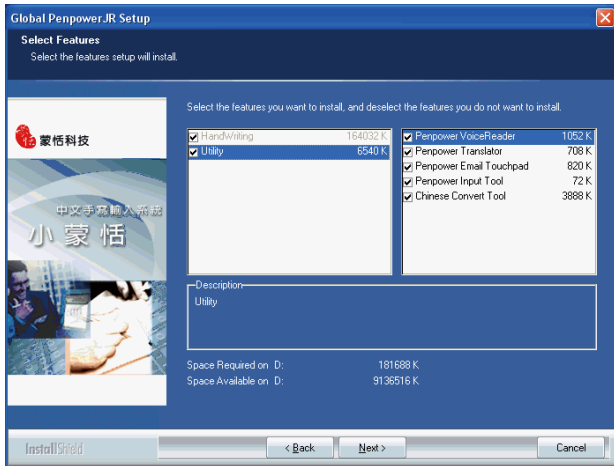 Global PenpowerJR Setup
Select Features
Select the features setup will install.
Select the features you want to install, and deselect the features you do not want to install.
蒙恬科技
中文手寫輸入系統
小蒙恬
HandWriting 164032 K
Utility 6540 K
Penpower VoiceReader 1052 K
Penpower Translator 708 K
Penpower Email Touchpad 820 K
Penpower Input Tool 72 K
Chinese Convert Tool 3888 K
Description
Utility
Space Required on D: 181688 K
Space Available on D: 9136516 K
InstallShield
< Back
Next >
Cancel